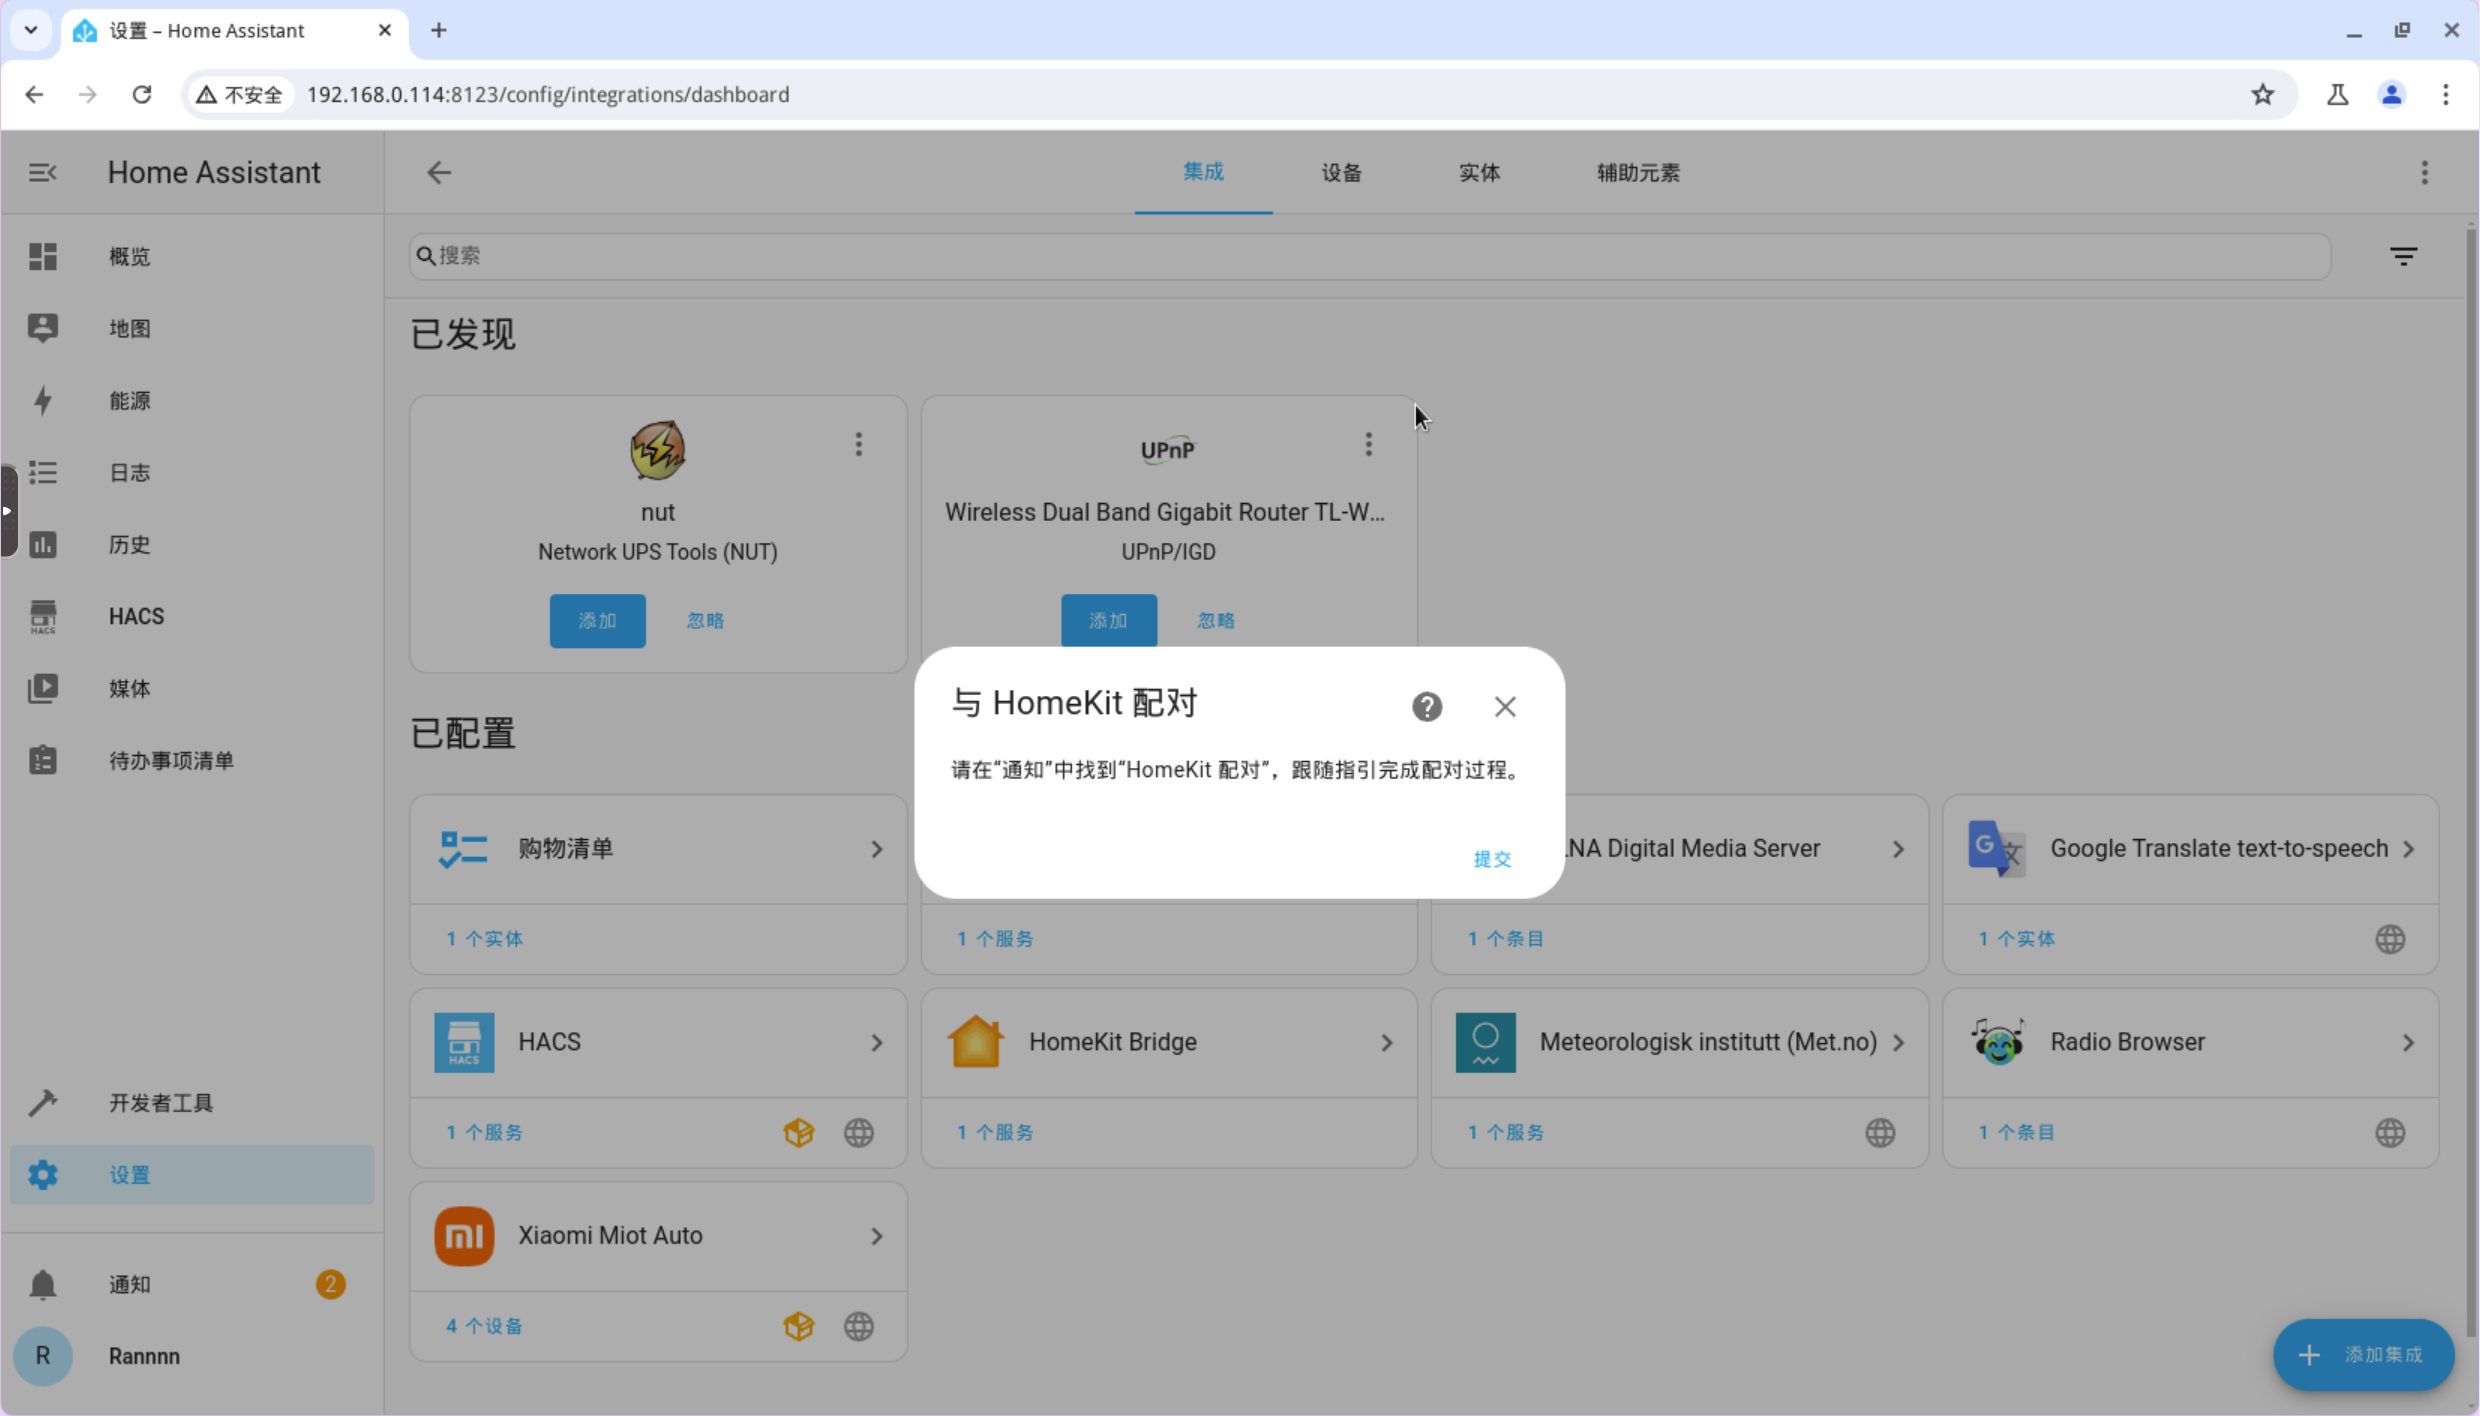 设置 – Home Assistant
不安全
192.168.0.114:8123/config/integrations/dashboard
Home Assistant
集成
设备
实体
辅助元素
概览
地图
能源
日志
历史
HACS
HACS
媒体
待办事项清单
开发者工具
设置
通知
2
R
Rannnn
搜索
已发现
nut
Network UPS Tools (NUT)
添加
忽略
UPnP
Wireless Dual Band Gigabit Router TL-W...
UPnP/IGD
添加
忽略
与 HomeKit 配对
请在“通知”中找到“HomeKit 配对”，跟随指引完成配对过程。
提交
已配置
购物清单
1 个实体
1 个服务
NA Digital Media Server
1 个条目
G
文
Google Translate text-to-speech
1 个实体
HACS
HACS
1 个服务
HomeKit Bridge
1 个服务
Meteorologisk institutt (Met.no)
1 个服务
Radio Browser
1 个条目
mi
Xiaomi Miot Auto
4 个设备
添加集成